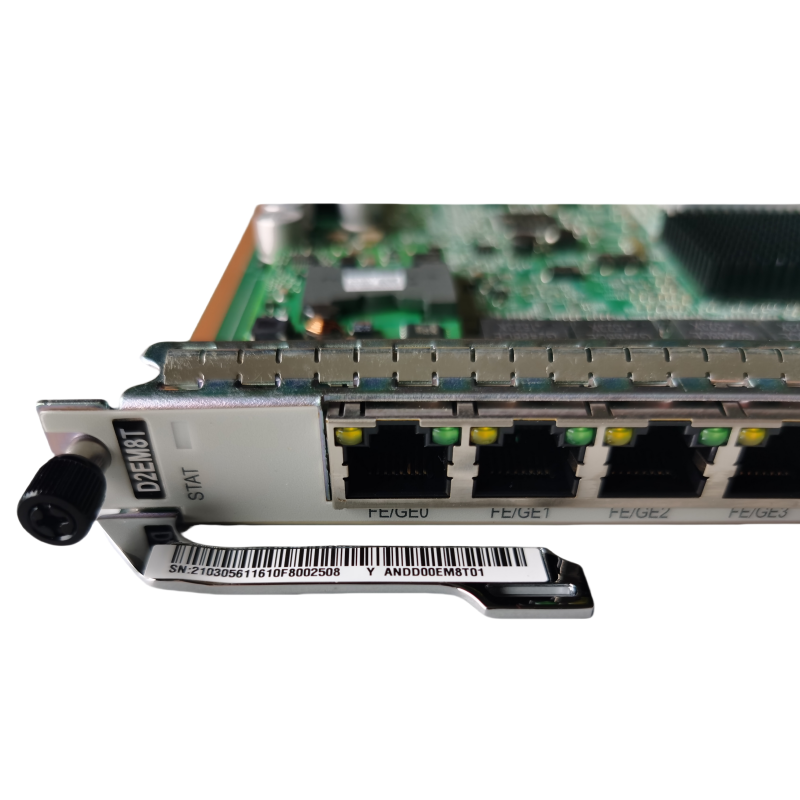 D2EM8T
STAT
FE/GE0
FE/GE1
FE/GE2
FE/GE3
SN:210305611610F8002508 Y ANDD00EM8T01